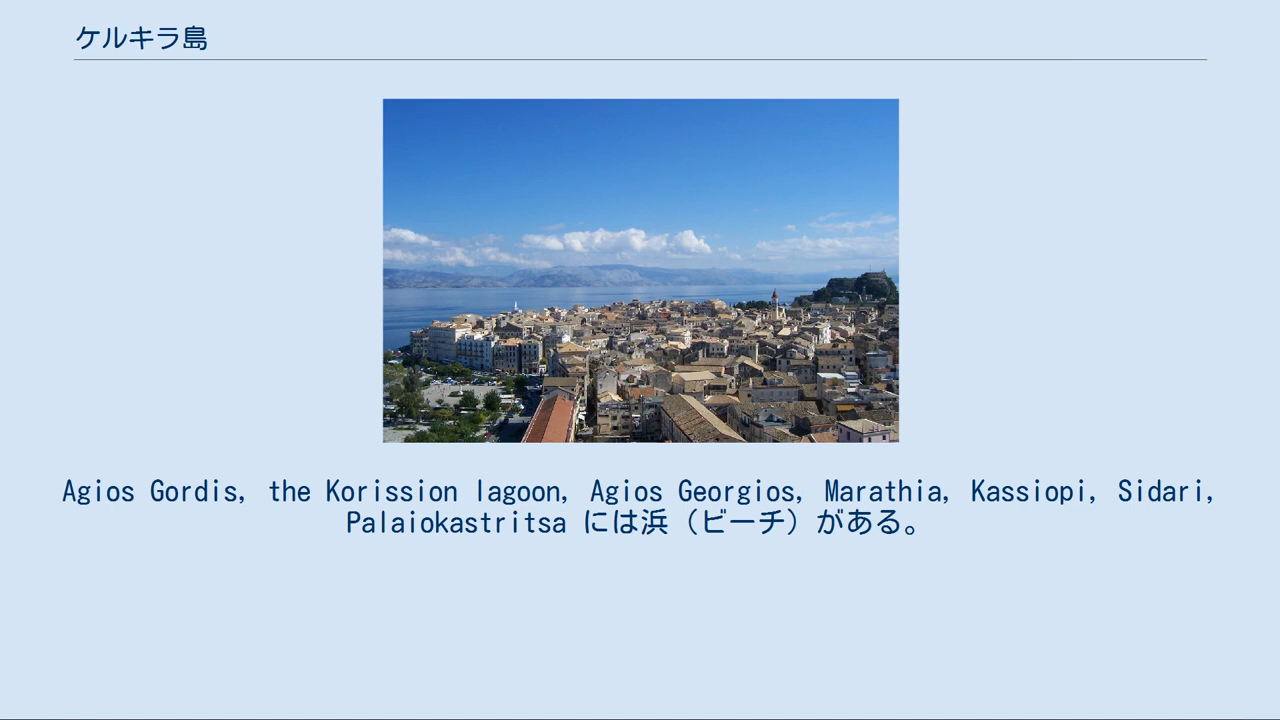 ケルキラ島
Agios Gordis, the Korission lagoon, Agios Georgios, Marathia, Kassiopi, Sidari,
Palaiokastritsa には浜（ビーチ）がある。